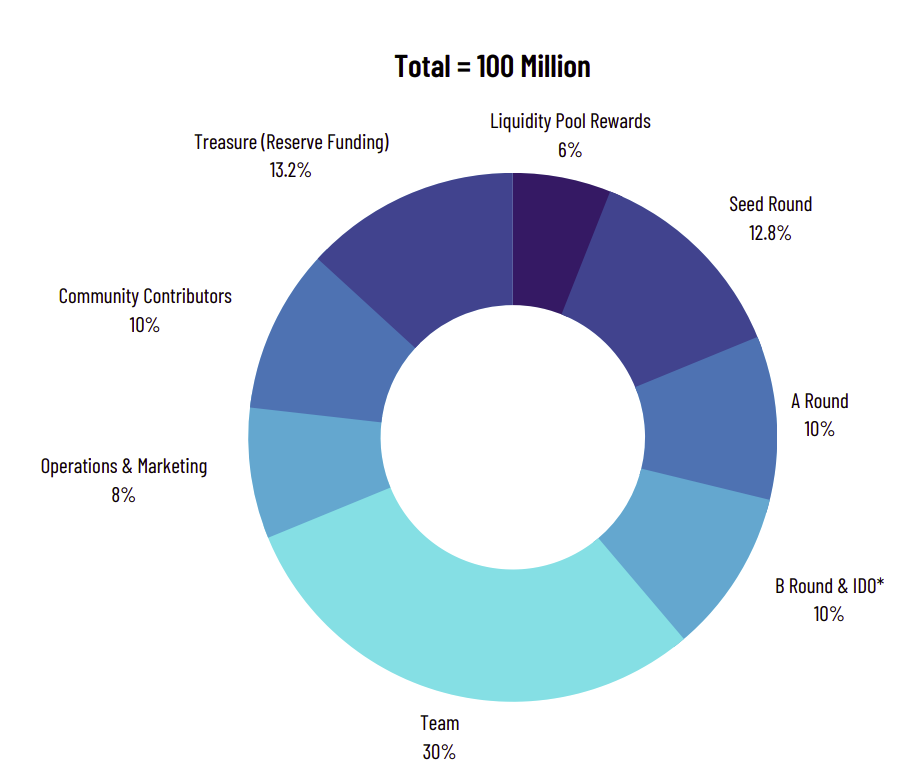 Total = 100 Million
Liquidity Pool Rewards
6%
Treasure (Reserve Funding)
13.2%
Seed Round
12.8%
Community Contributors
10%
A Round
10%
Operations & Marketing
8%
B Round & IDO*
10%
Team
30%